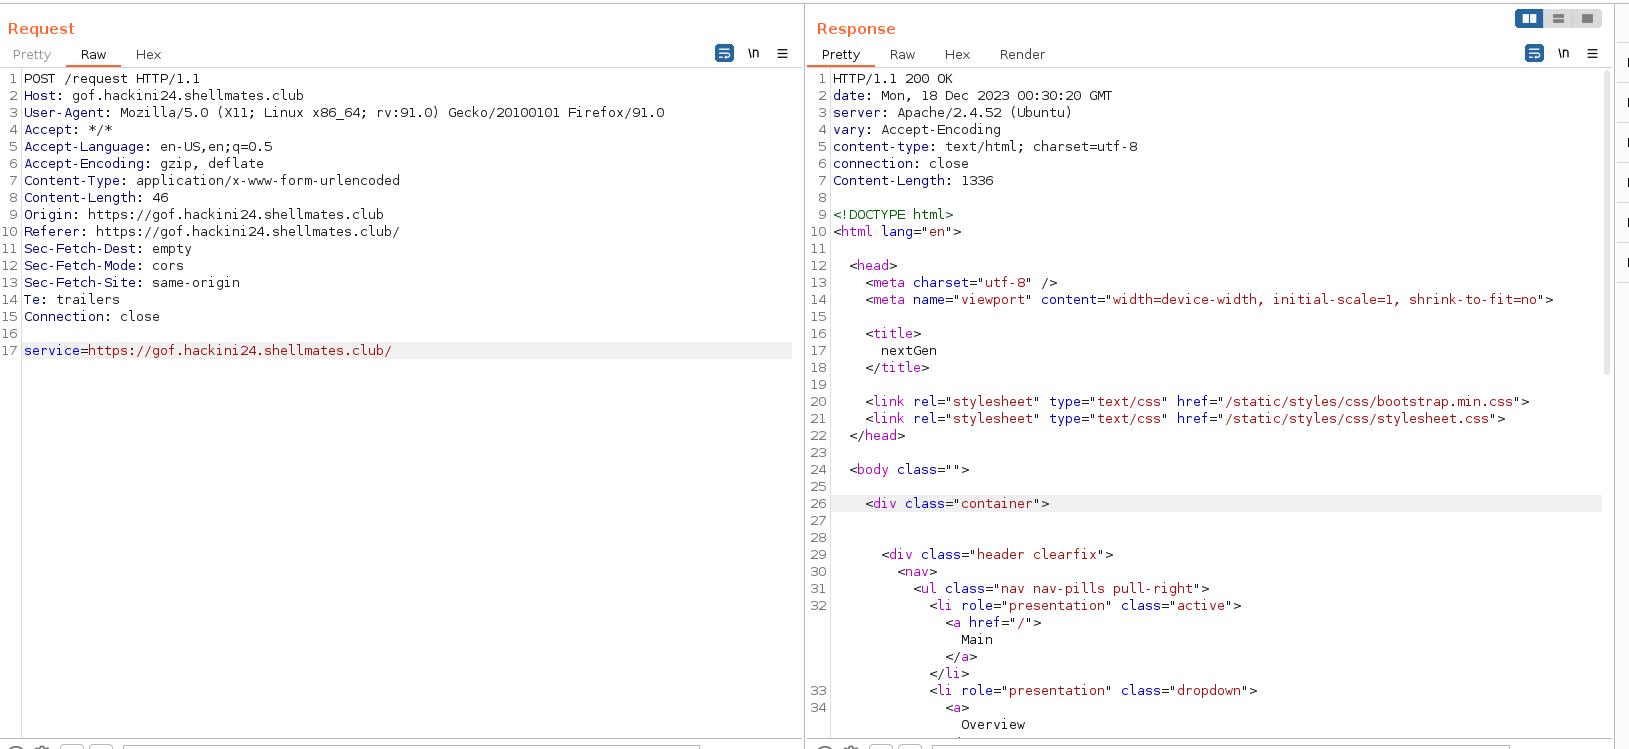 Request
Pretty Raw Hex \n
1 POST /request HTTP/1.1
2 Host: gof.hackini24.shellmates.club
3 User-Agent: Mozilla/5.0 (X11; Linux x86_64; rv:91.0) Gecko/20100101 Firefox/91.0
4 Accept: */*
5 Accept-Language: en-US,en;q=0.5
6 Accept-Encoding: gzip, deflate
7 Content-Type: application/x-www-form-urlencoded
8 Content-Length: 46
9 Origin: https://gof.hackini24.shellmates.club
10 Referer: https://gof.hackini24.shellmates.club/
11 Sec-Fetch-Dest: empty
12 Sec-Fetch-Mode: cors
13 Sec-Fetch-Site: same-origin
14 Te: trailers
15 Connection: close
16
17 service=https://gof.hackini24.shellmates.club/
Response
Pretty Raw Hex Render \n
1 HTTP/1.1 200 OK
2 date: Mon, 18 Dec 2023 00:30:20 GMT
3 server: Apache/2.4.52 (Ubuntu)
4 vary: Accept-Encoding
5 content-type: text/html; charset=utf-8
6 connection: close
7 Content-Length: 1336
8
9 <!DOCTYPE html>
10 <html lang="en">
11
12 <head>
13 <meta charset="utf-8" />
14 <meta name="viewport" content="width=device-width, initial-scale=1, shrink-to-fit=no">
15
16 <title>
17 nextGen
18 </title>
19
20 <link rel="stylesheet" type="text/css" href="/static/styles/css/bootstrap.min.css">
21 <link rel="stylesheet" type="text/css" href="/static/styles/css/stylesheet.css">
22 </head>
23
24 <body class="">
25
26 <div class="container">
27
28
29 <div class="header clearfix">
30 <nav>
31 <ul class="nav nav-pills pull-right">
32 <li role="presentation" class="active">
<a href="/">
Main
</a>
</li>
33 <li role="presentation" class="dropdown">
34 <a>
Overview